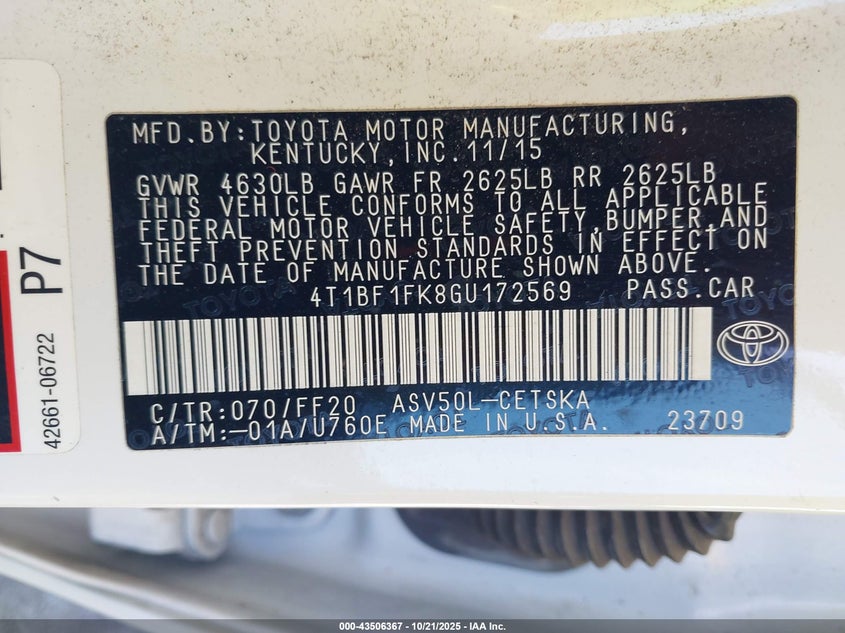 MFD.BY:TOYOTA MOTOR MANUFACTURING,
KENTUCKY,INC.11/15
GVWR 4630LB GAWR FR 2625LB RR 2625LB
THIS VEHICLE CONFORMS TO ALL APPLICABLE
FEDERAL MOTOR VEHICLE SAFETY,BUMPER,AND
THEFT PREVENTION STANDARDS IN EFFECT ON
THE DATE OF MANUFACTURE SHOWN ABOVE.
4T1BF1FK8GU172569 PASS.CAR
C/TR:070/FF20 ASV50L-CETSKA
A/TM:-01A/U760E MADE IN U.S.A. 23709
P7
42661-06722
000-43506367 | 10/21/2025 | IAA Inc.